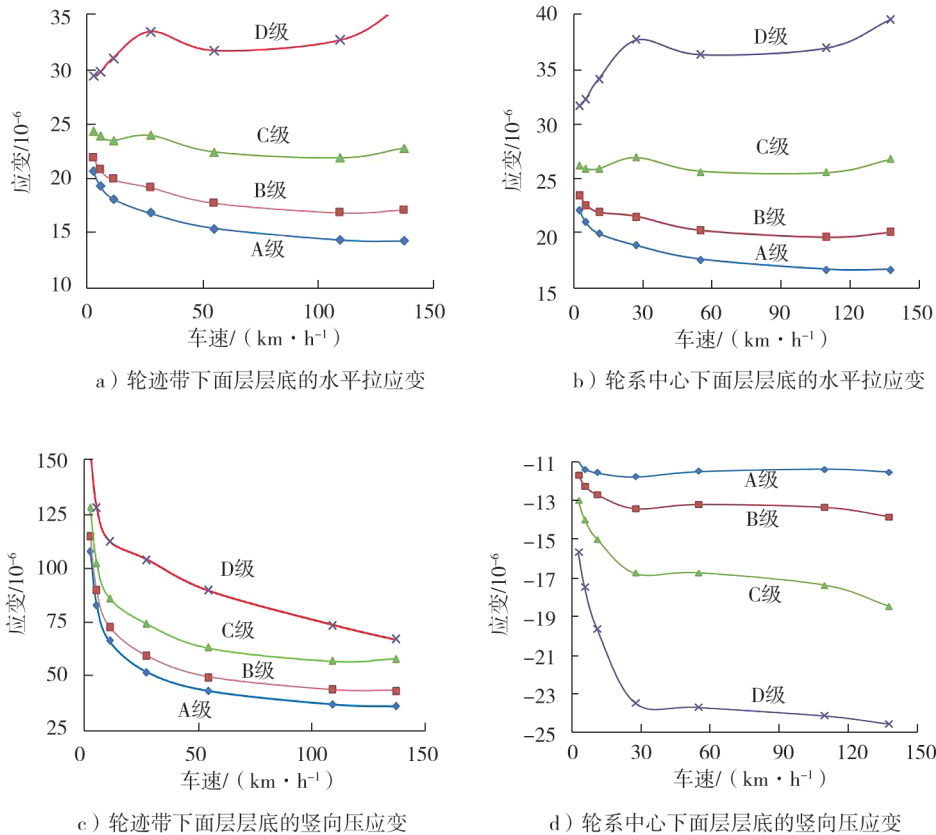 35
30
25
20
15
10
应变/10⁻⁶
D级
C级
B级
A级
0 50 100 150
车速/(km·h⁻¹)
a）轮迹带下面层层底的水平拉应变
40
35
30
25
20
15
应变/10⁻⁶
D级
C级
B级
A级
0 30 60 90 120 150
车速/(km·h⁻¹)
b）轮系中心下面层层底的水平拉应变
150
125
100
75
50
25
应变/10⁻⁶
D级
C级
B级
A级
0 50 100 150
车速/(km·h⁻¹)
c）轮迹带下面层层底的竖向压应变
-11
-13
-15
-17
-19
-21
-23
-25
应变/10⁻⁶
A级
B级
C级
D级
0 30 60 90 120 150
车速/(km·h⁻¹)
d）轮系中心下面层层底的竖向压应变